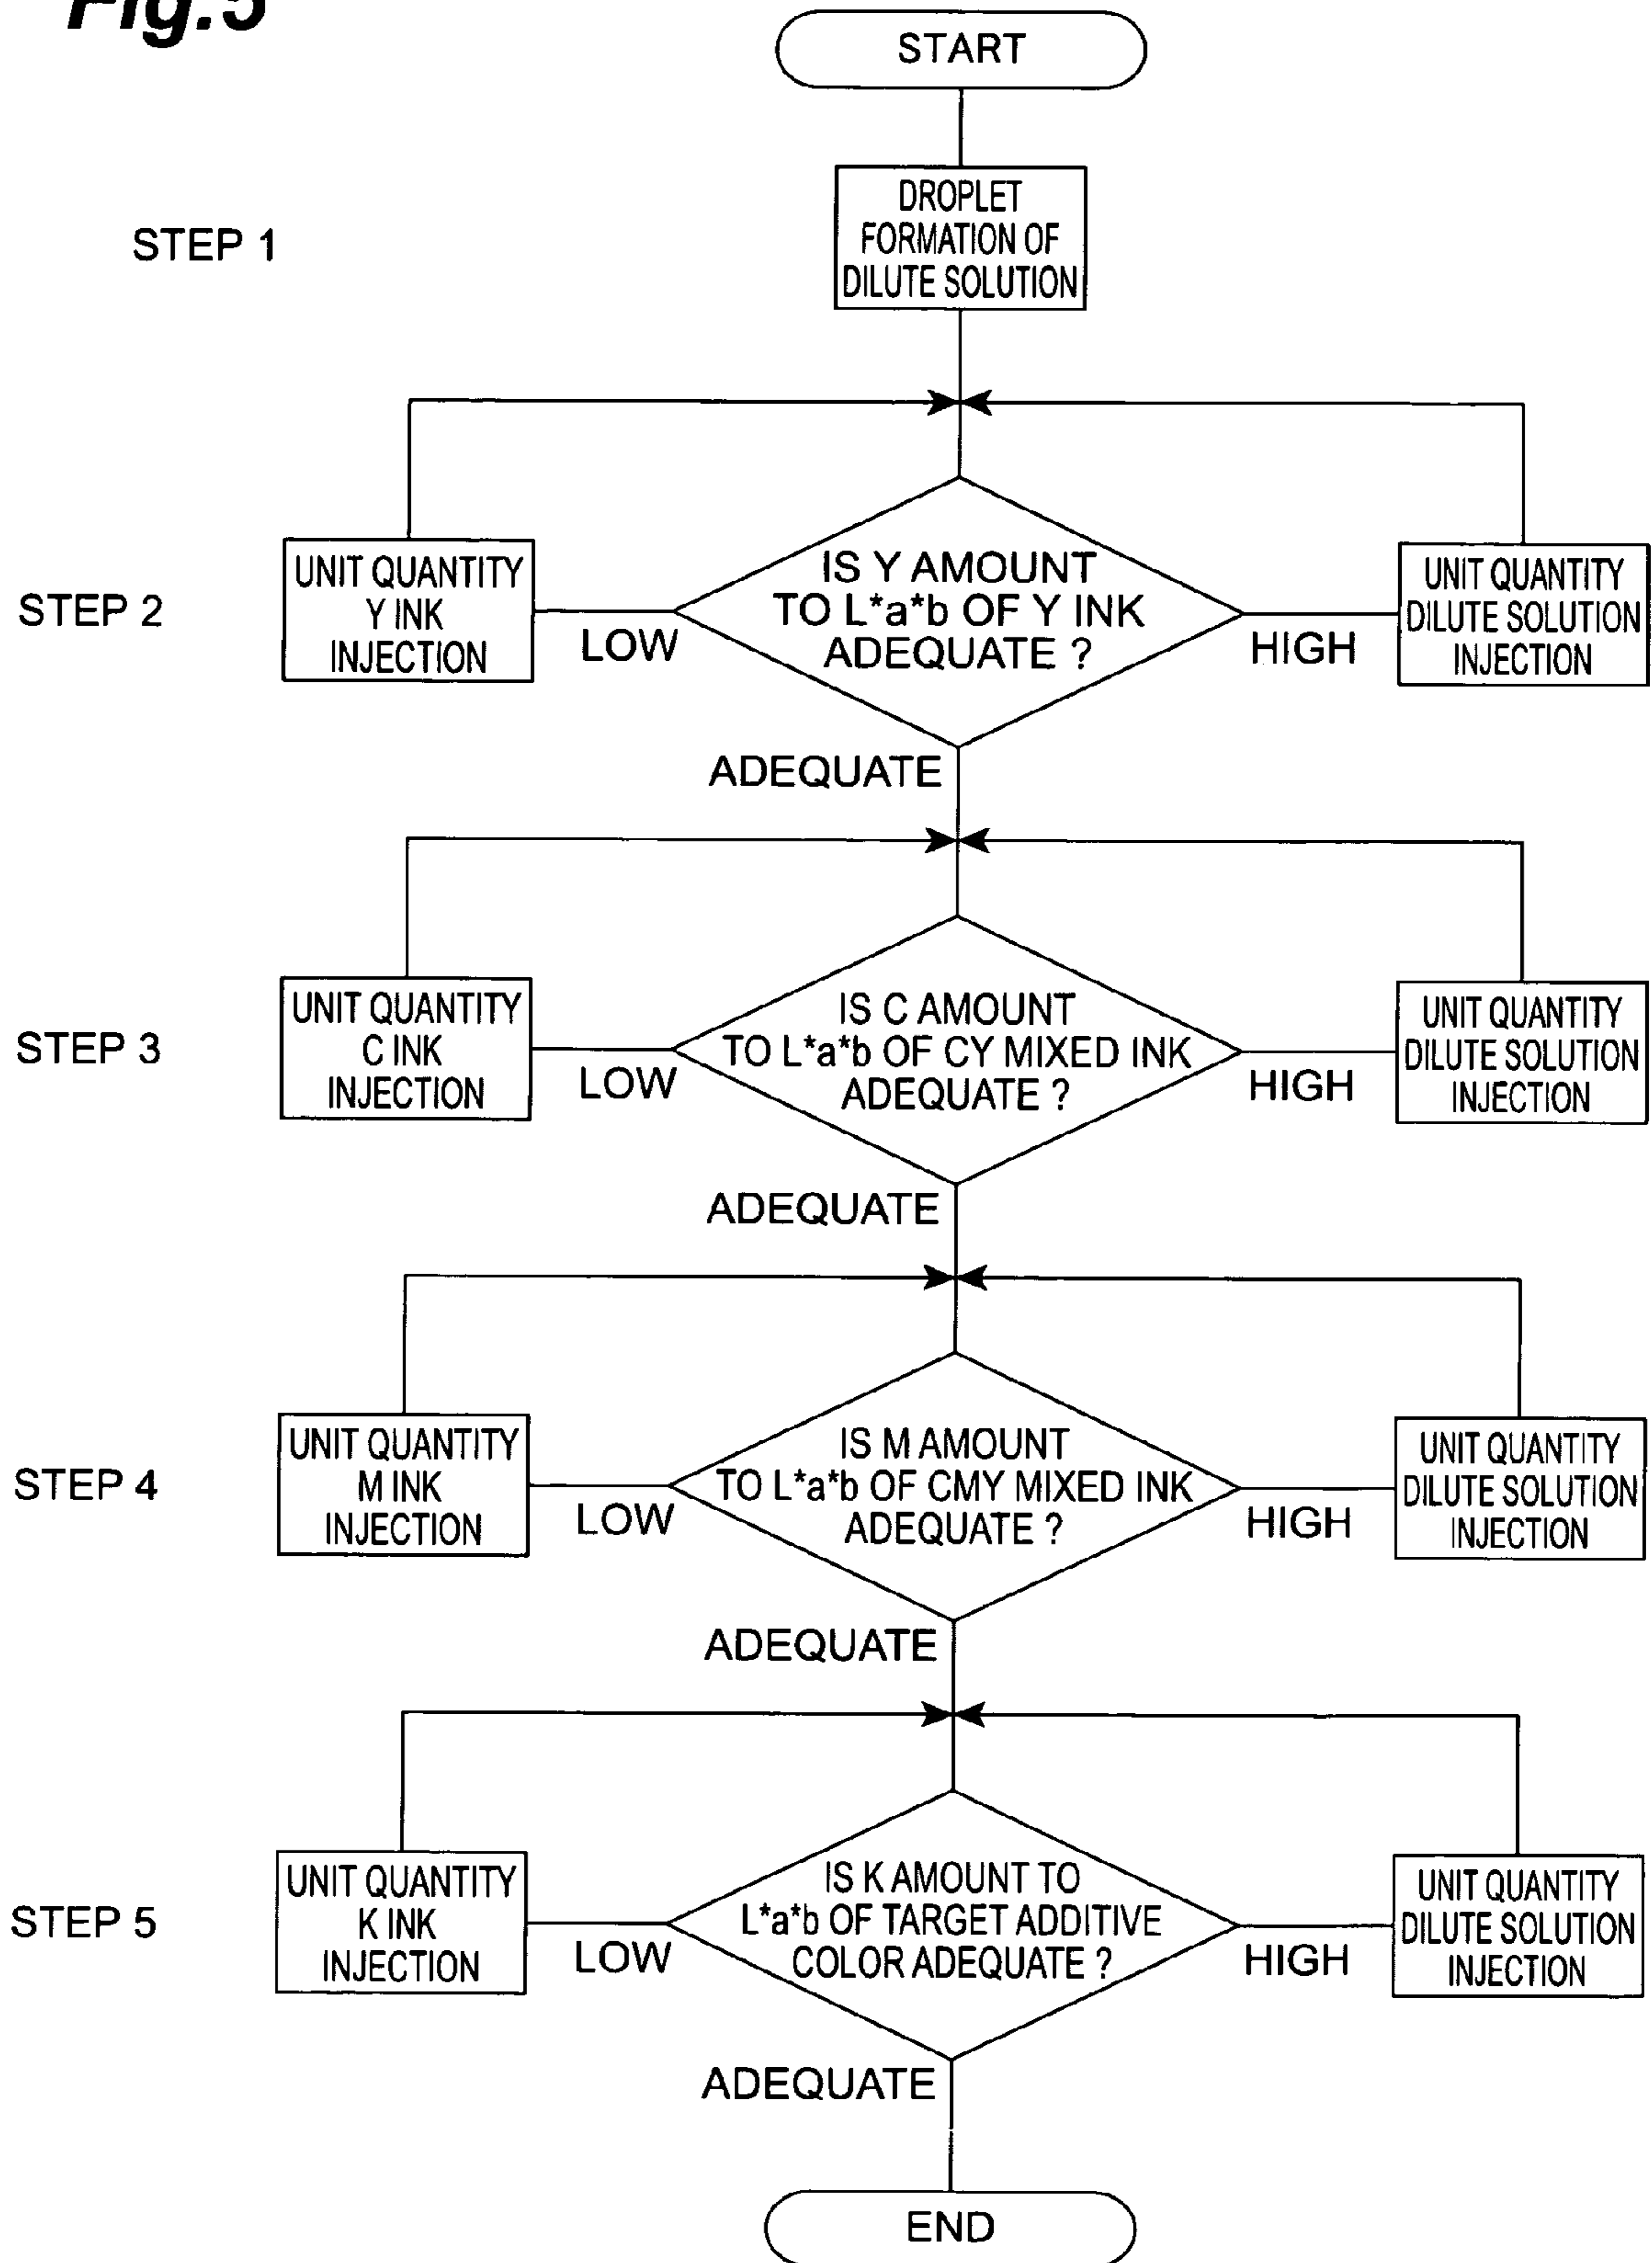 Fig.5
START
STEP 1
DROPLET
FORMATION OF
DILUTE SOLUTION
STEP 2
UNIT QUANTITY
Y INK
INJECTION
LOW
IS Y AMOUNT
TO L*a*b OF Y INK
ADEQUATE ?
HIGH
UNIT QUANTITY
DILUTE SOLUTION
INJECTION
ADEQUATE
STEP 3
UNIT QUANTITY
C INK
INJECTION
LOW
IS C AMOUNT
TO L*a*b OF CY MIXED INK
ADEQUATE ?
HIGH
UNIT QUANTITY
DILUTE SOLUTION
INJECTION
ADEQUATE
STEP 4
UNIT QUANTITY
M INK
INJECTION
LOW
IS M AMOUNT
TO L*a*b OF CMY MIXED INK
ADEQUATE ?
HIGH
UNIT QUANTITY
DILUTE SOLUTION
INJECTION
ADEQUATE
STEP 5
UNIT QUANTITY
K INK
INJECTION
LOW
IS K AMOUNT TO
L*a*b OF TARGET ADDITIVE
COLOR ADEQUATE ?
HIGH
UNIT QUANTITY
DILUTE SOLUTION
INJECTION
ADEQUATE
END